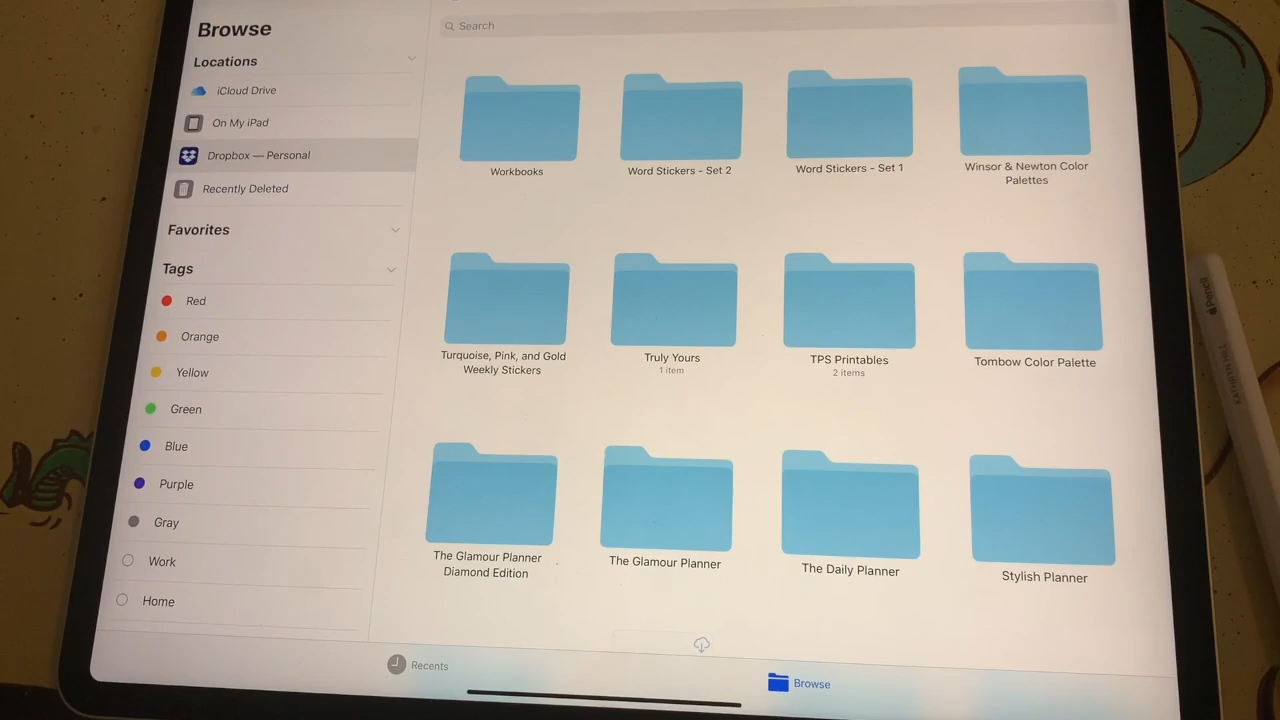 Browse
Search
Locations
iCloud Drive
On My iPad
Dropbox — Personal
Recently Deleted
Favorites
Tags
Red
Orange
Yellow
Green
Blue
Purple
Gray
Work
Home
Workbooks
Word Stickers - Set 2
Word Stickers - Set 1
Winsor & Newton Color
Palettes
Turquoise, Pink, and Gold
Weekly Stickers
Truly Yours
1 item
TPS Printables
2 items
Tombow Color Palette
The Glamour Planner
Diamond Edition
The Glamour Planner
The Daily Planner
Stylish Planner
Recents
Browse
Pencil
KATHRYN HILL